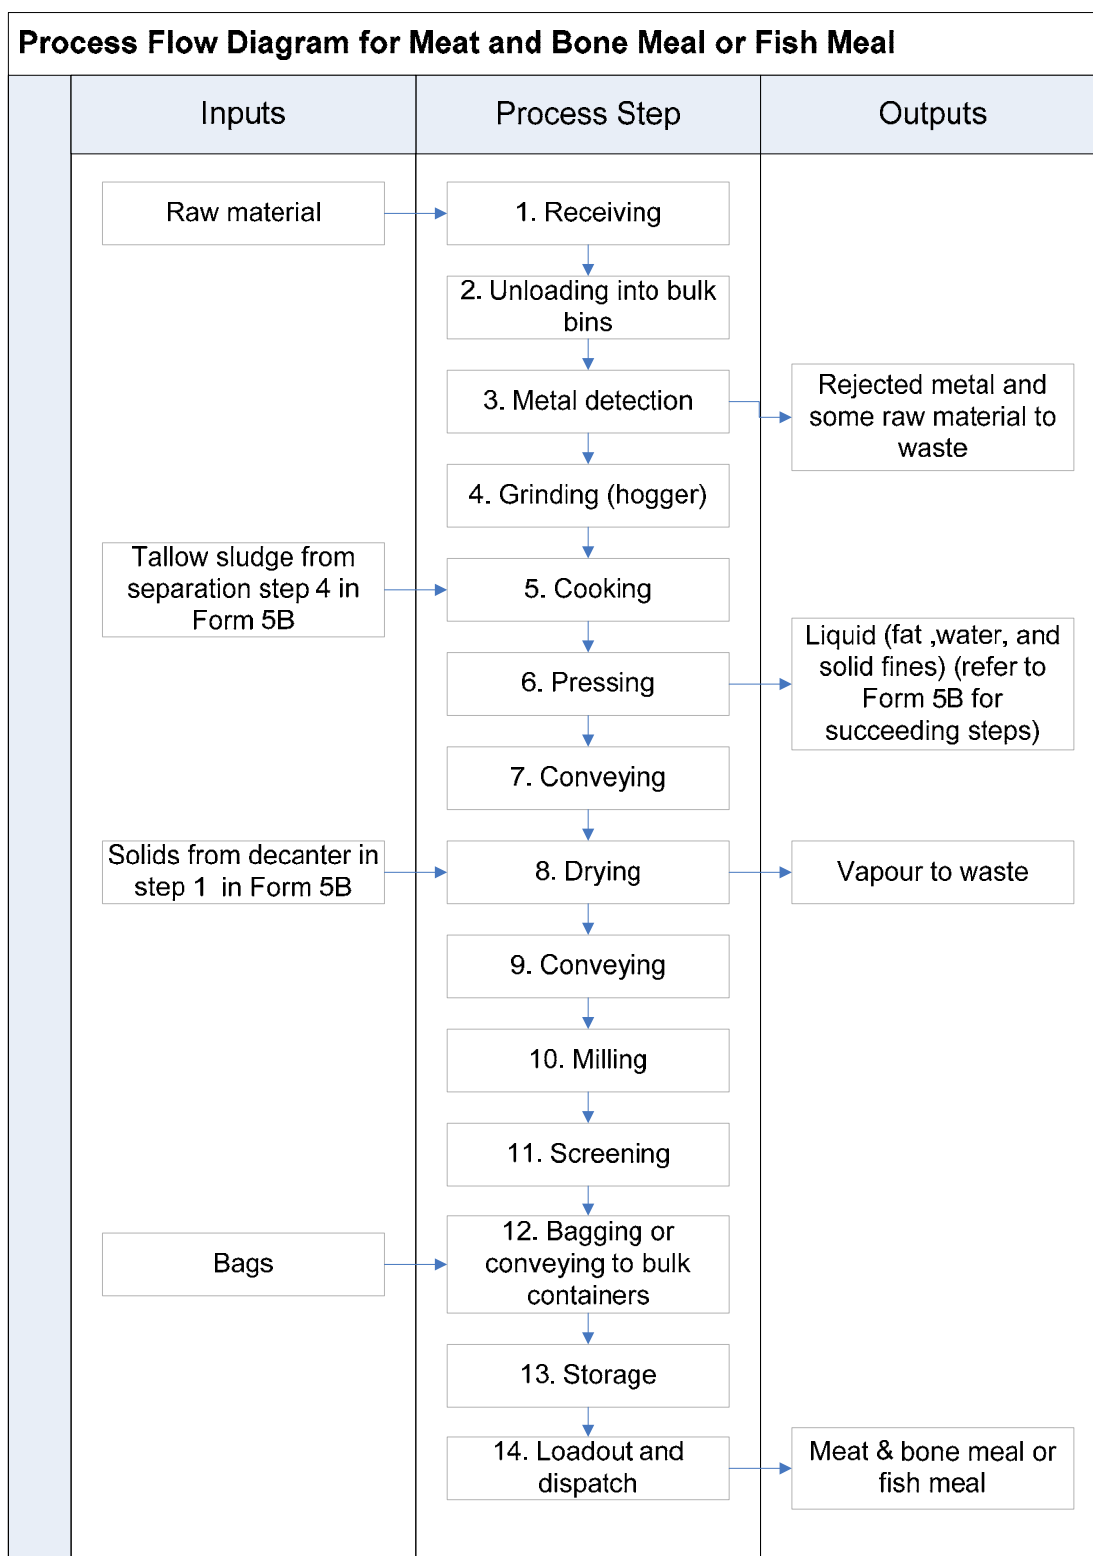 Process Flow Diagram for Meat and Bone Meal or Fish Meal
Inputs
Process Step
Outputs
Raw material
1. Receiving
2. Unloading into bulk
bins
3. Metal detection
Rejected metal and
some raw material to
waste
4. Grinding (hogger)
Tallow sludge from
separation step 4 in
Form 5B
5. Cooking
6. Pressing
Liquid (fat ,water, and
solid fines) (refer to
Form 5B for
succeeding steps)
7. Conveying
Solids from decanter in
step 1 in Form 5B
8. Drying
Vapour to waste
9. Conveying
10. Milling
11. Screening
Bags
12. Bagging or
conveying to bulk
containers
13. Storage
14. Loadout and
dispatch
Meat & bone meal or
fish meal